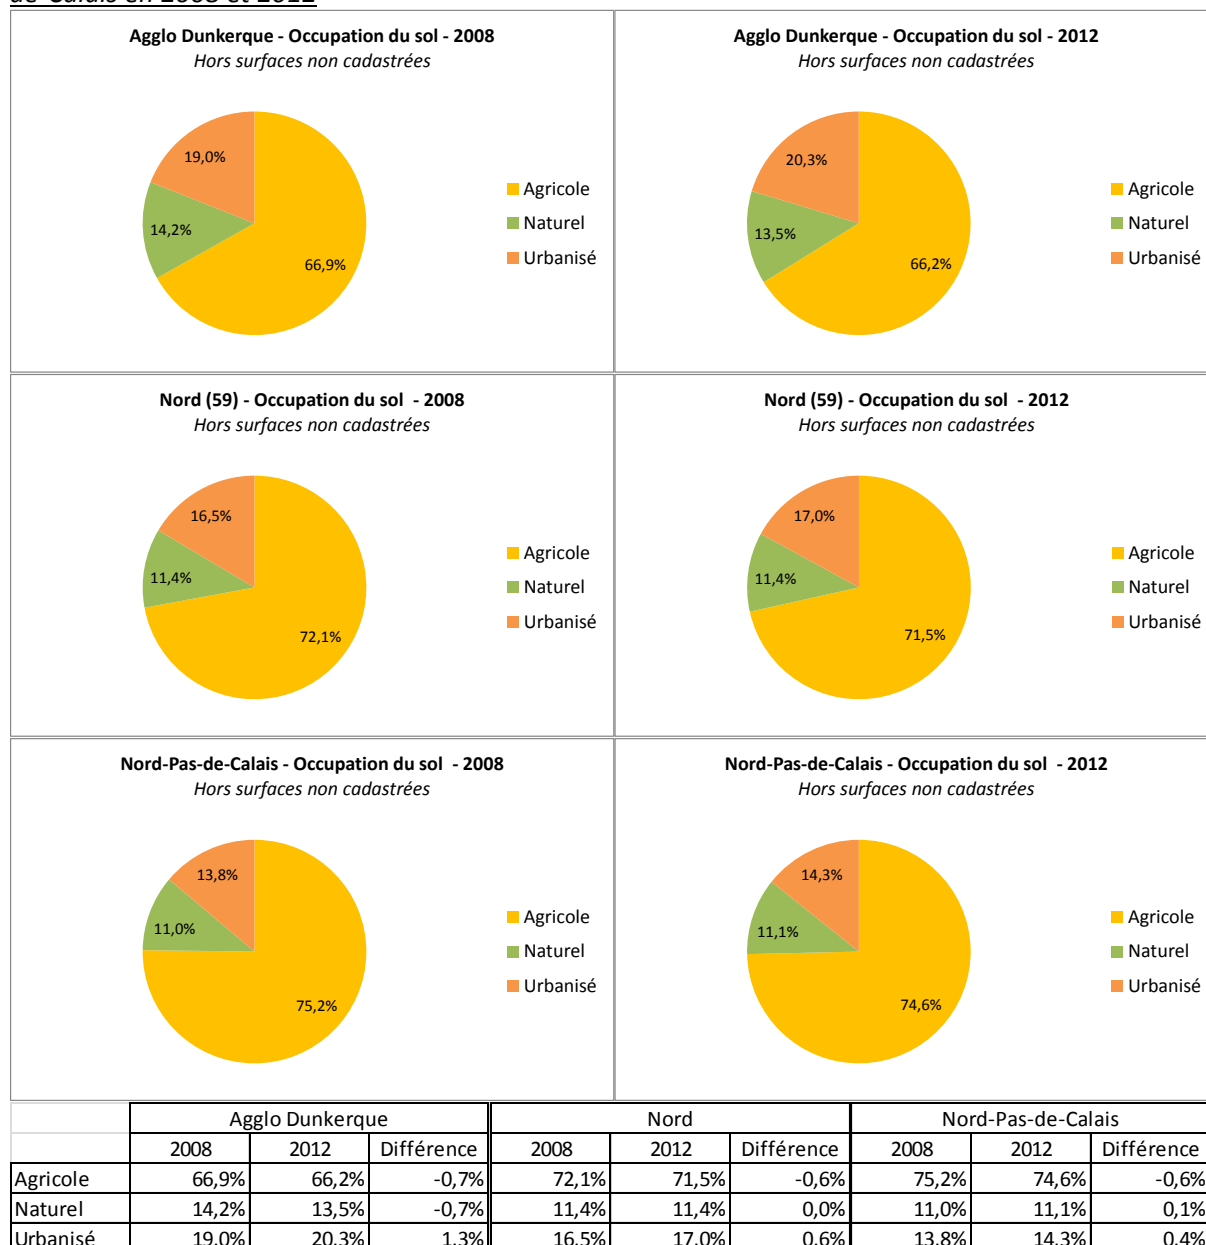 de-Calais en 2008 et 2012
Agglo Dunkerque - Occupation du sol - 2008
Hors surfaces non cadastrées
19,0%
14,2%
66,9%
Agricole
Naturel
Urbanisé
Agglo Dunkerque - Occupation du sol - 2012
Hors surfaces non cadastrées
20,3%
13,5%
66,2%
Agricole
Naturel
Urbanisé
Nord (59) - Occupation du sol - 2008
Hors surfaces non cadastrées
16,5%
11,4%
72,1%
Agricole
Naturel
Urbanisé
Nord (59) - Occupation du sol - 2012
Hors surfaces non cadastrées
17,0%
11,4%
71,5%
Agricole
Naturel
Urbanisé
Nord-Pas-de-Calais - Occupation du sol - 2008
Hors surfaces non cadastrées
13,8%
11,0%
75,2%
Agricole
Naturel
Urbanisé
Nord-Pas-de-Calais - Occupation du sol - 2012
Hors surfaces non cadastrées
14,3%
11,1%
74,6%
Agricole
Naturel
Urbanisé
Agglo Dunkerque Nord Nord-Pas-de-Calais
2008 2012 Différence 2008 2012 Différence 2008 2012 Différence
Agricole 66,9% 66,2% -0,7% 72,1% 71,5% -0,6% 75,2% 74,6% -0,6%
Naturel 14,2% 13,5% -0,7% 11,4% 11,4% 0,0% 11,0% 11,1% 0,1%
Urbanisé 19,0% 20,3% 1,3% 16,5% 17,0% 0,6% 13,8% 14,3% 0,4%